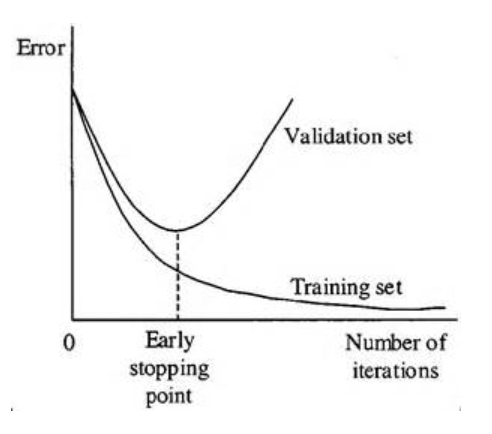 Error
Validation set
Training set
0
Early
stopping
point
Number of
iterations